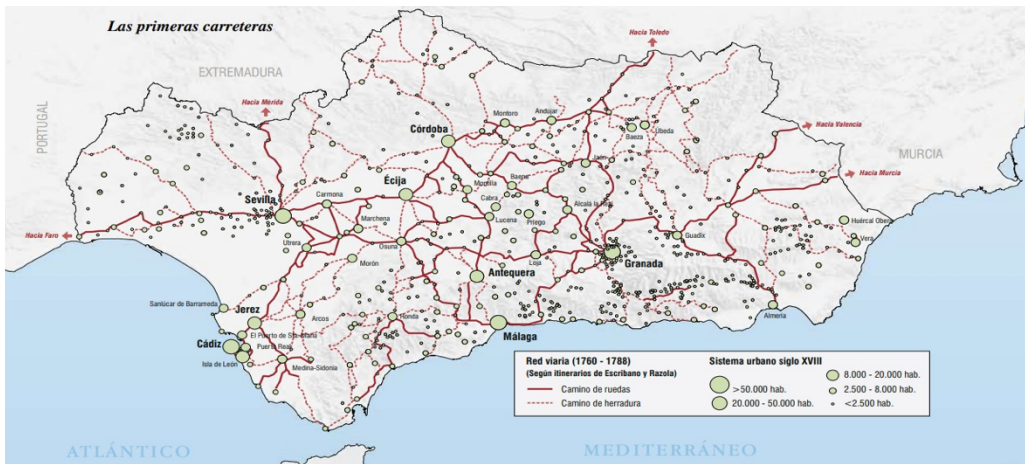 Las primeras carreteras
Hacia Toledo
EXTREMADURA
Hacia Mérida
PORTUGAL
Montoro
Andújar
Hacia Valencia
Córdoba
Baeza
Úbeda
MURCIA
Jaén
Hacia Murcia
Écija
Montilla
Baena
Carmona
Cabra
Sevilla
Marchena
Lucena
Priego
Alcalá la Real
Huércal Overa
Hacia Faro
Utrera
Osuna
Guadix
Vera
Morón
Loja
Granada
Antequera
Sanlúcar de Barrameda
Jerez
Arcos
Ronda
Almería
El Puerto de Sta. María
Málaga
Cádiz
Puerto Real
Isla de León
Medina-Sidonia
Red viaria (1760 - 1788)
(Según itinerarios de Escribano y Razola)
Camino de ruedas
Camino de herradura
Sistema urbano siglo XVIII
>50.000 hab.
20.000 - 50.000 hab.
8.000 - 20.000 hab.
2.500 - 8.000 hab.
<2.500 hab.
ATLÁNTICO
MEDITERRÁNEO